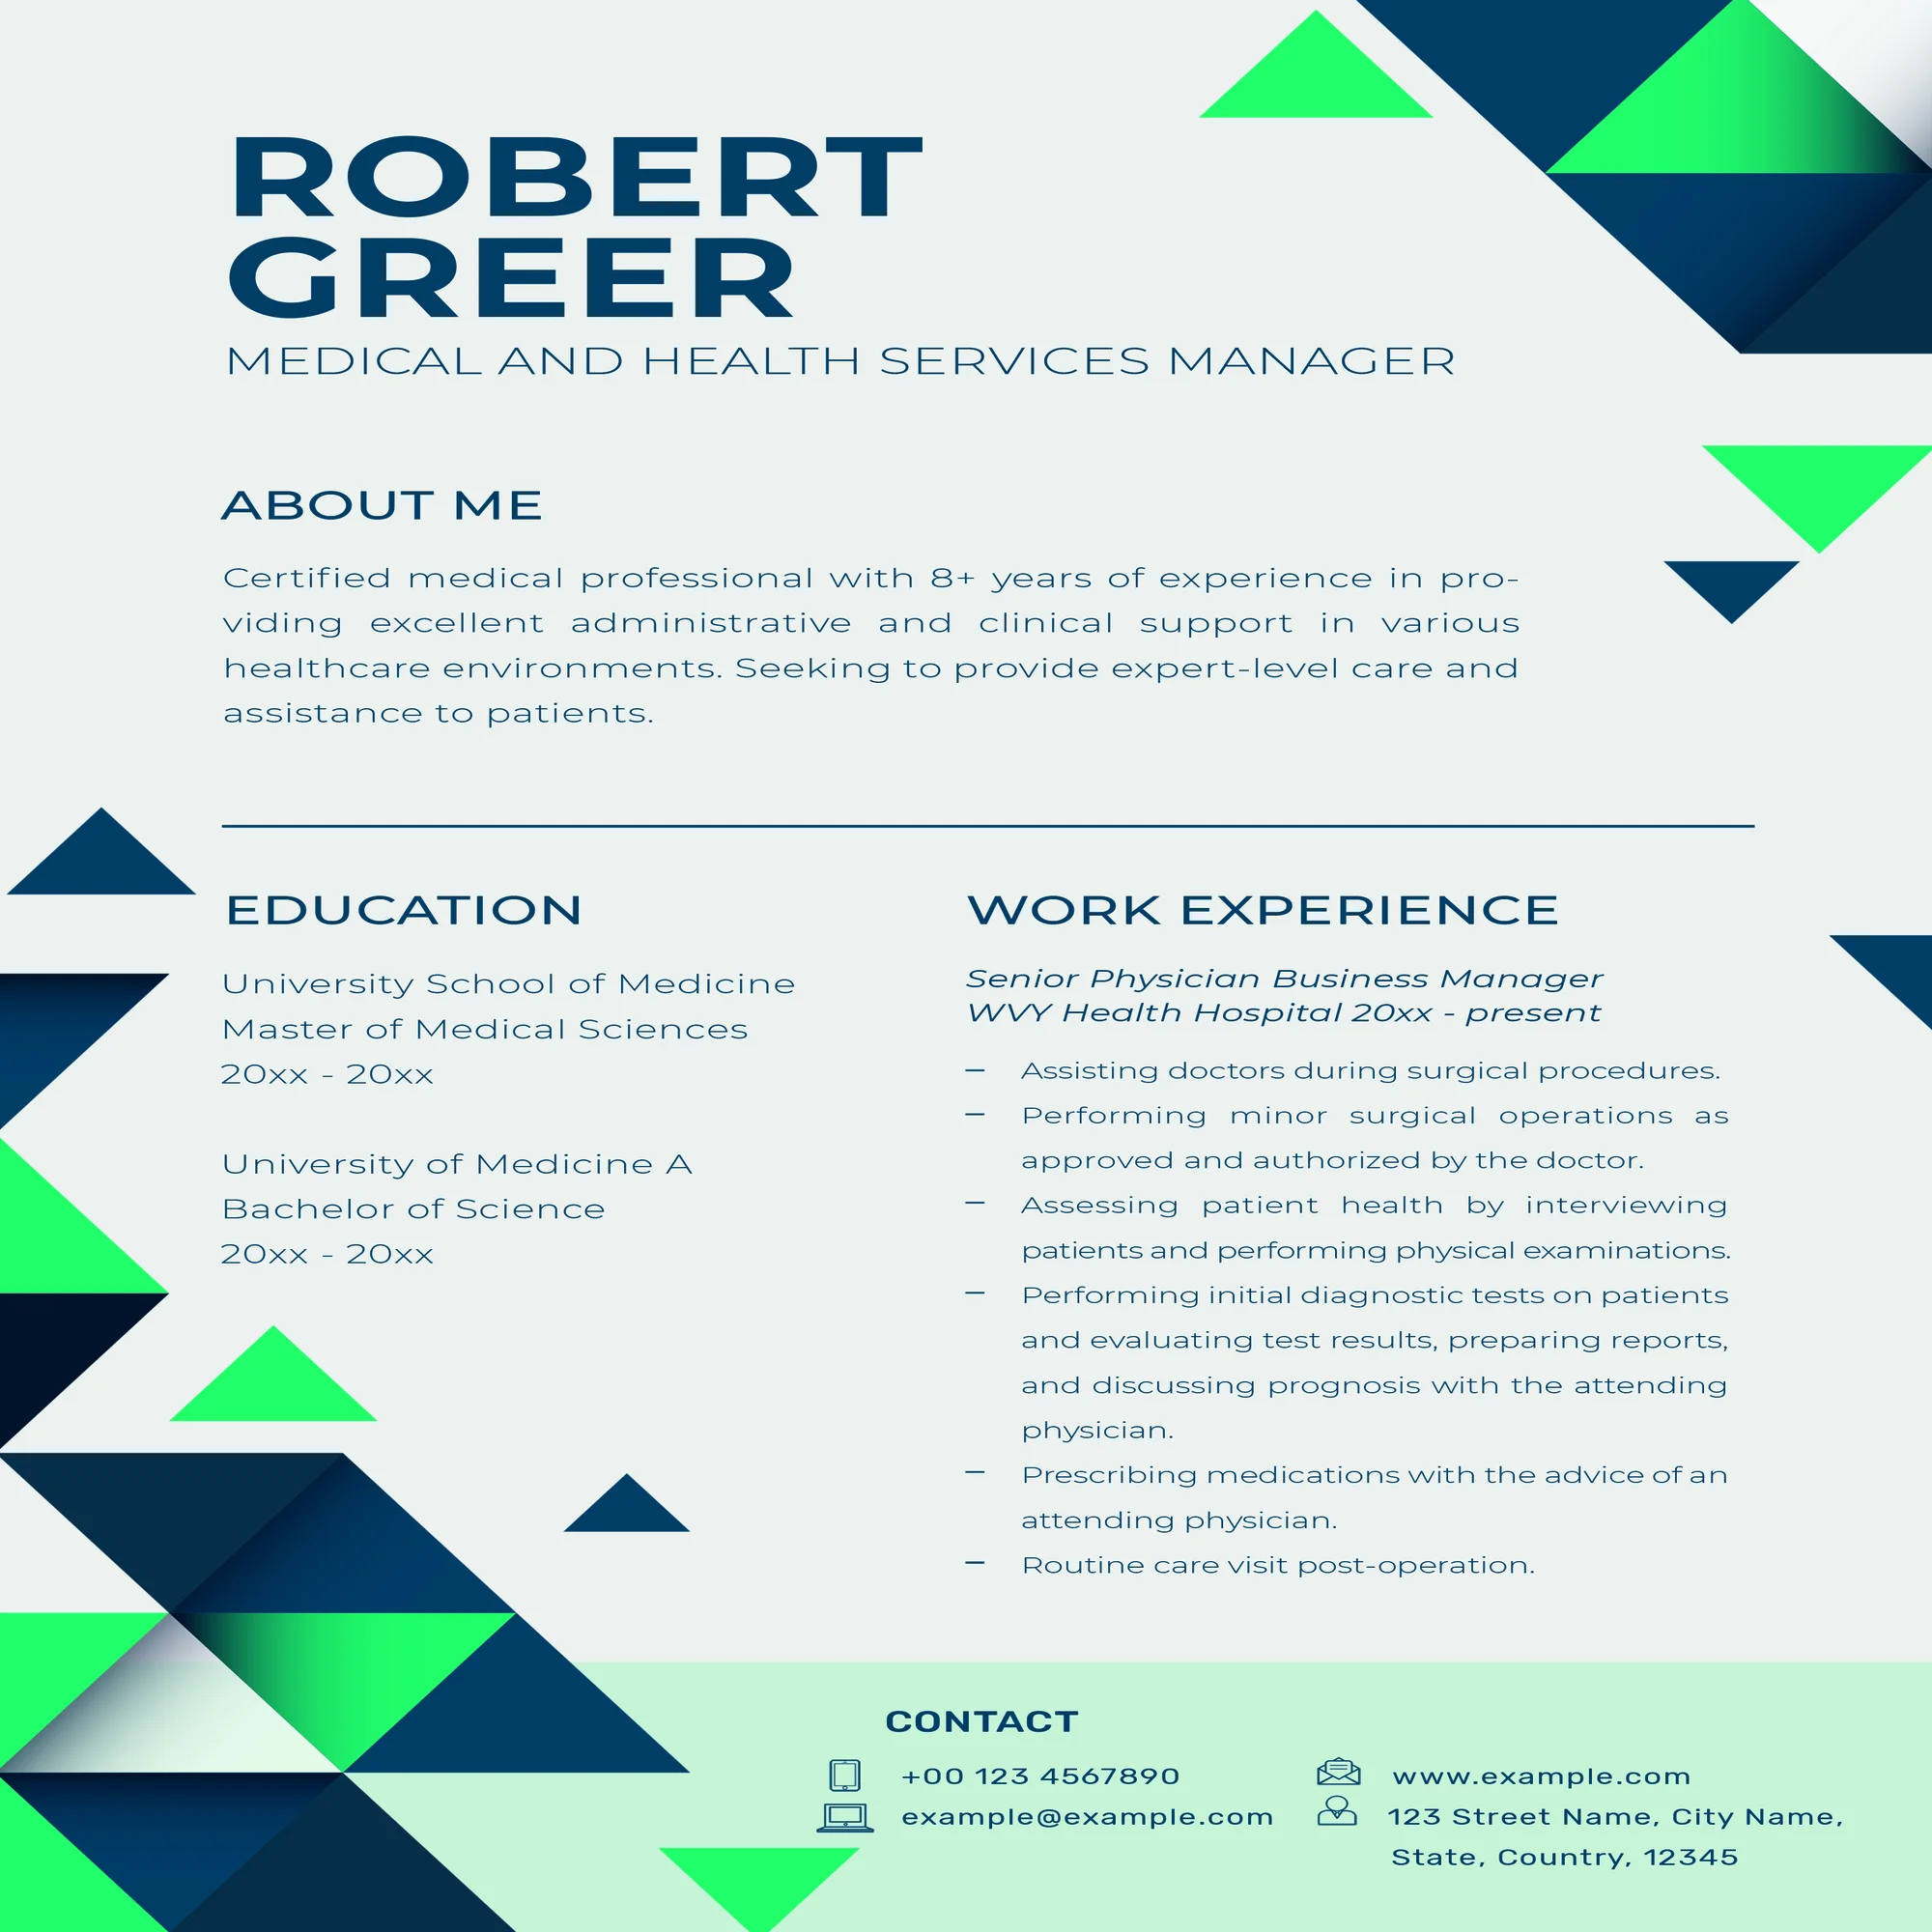 ROBERT
GREER
MEDICAL AND HEALTH SERVICES MANAGER
ABOUT ME
Certified medical professional with 8+ years of experience in pro-
viding excellent administrative and clinical support in various
healthcare environments. Seeking to provide expert-level care and
assistance to patients.
EDUCATION
University School of Medicine
Master of Medical Sciences
20xx - 20xx
University of Medicine A
Bachelor of Science
20xx - 20xx
WORK EXPERIENCE
Senior Physician Business Manager
WVY Health Hospital 20xx - present
– Assisting doctors during surgical procedures.
– Performing minor surgical operations as
approved and authorized by the doctor.
– Assessing patient health by interviewing
patients and performing physical examinations.
– Performing initial diagnostic tests on patients
and evaluating test results, preparing reports,
and discussing prognosis with the attending
physician.
– Prescribing medications with the advice of an
attending physician.
– Routine care visit post-operation.
CONTACT
+00 123 4567890
example@example.com
www.example.com
123 Street Name, City Name,
State, Country, 12345